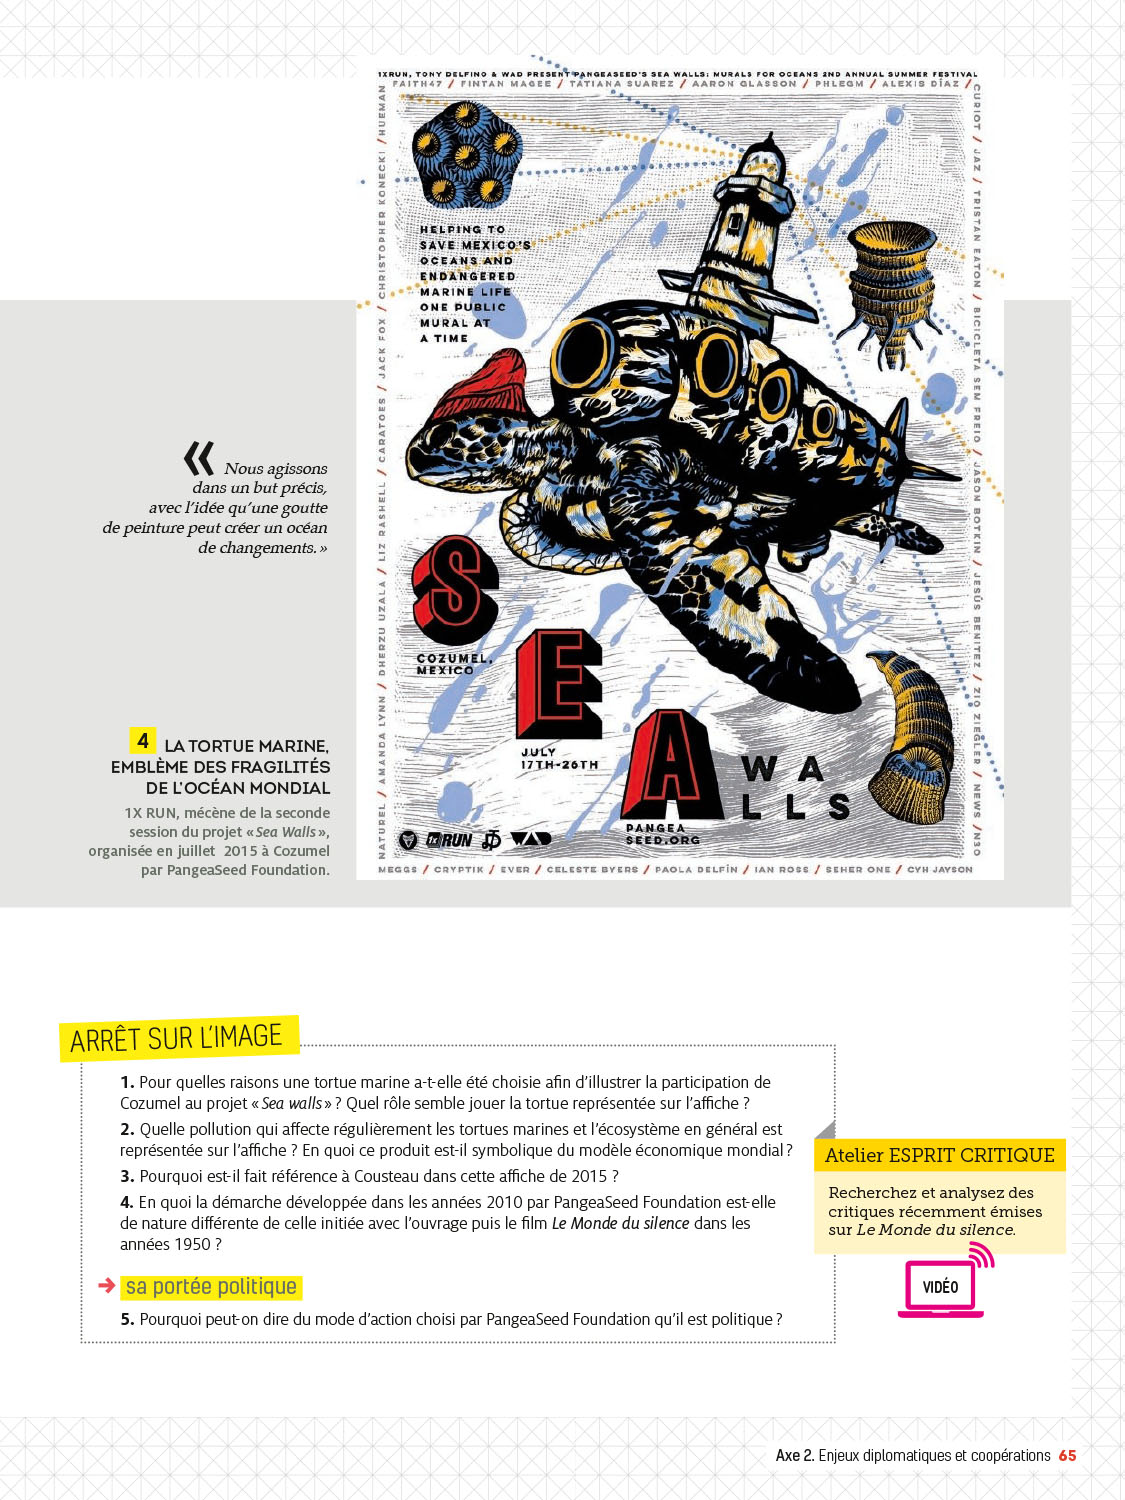 1XRUN, TONY DELFINO & WAD PRESENT PANGEASEED'S SEA WALLS: MURALS FOR OCEANS 2ND ANNUAL SUMMER FESTIVAL
FAITH47 / FINTAN MAGEE / TATIANA SUAREZ / AARON GLASSON / PHLEGM / ALEXIS DÍAZ /
CURIOT / JAZ / TRISTAN EATON / BICICLETA SEM FREIO / JASON BOTKIN / JESÚS BENÍTEZ / ZIO ZIEGLER / NEWS / N30
NATUREL / AMANDA LYNN / DHERZU UZALA / LIZ RASHELL / CARATOES / JACK FOX / CHRISTOPHER KONECKI / HUEMAN
HELPING TO
SAVE MEXICO'S
OCEANS AND
ENDANGERED
MARINE LIFE
ONE PUBLIC
MURAL AT
A TIME
SEA
COZUMEL,
MEXICO
JULY
17TH-26TH
WA
LLS
PANGEA
SEED.ORG
1xRUN
WAD
MEGGS / CRYPTIK / EVER / CELESTE BYERS / PAOLA DELFÍN / IAN ROSS / SEHER ONE / CYH JAYSON
« Nous agissons
dans un but précis,
avec l'idée qu'une goutte
de peinture peut créer un océan
de changements. »
4 LA TORTUE MARINE,
EMBLÈME DES FRAGILITÉS
DE L'OCÉAN MONDIAL
1X RUN, mécène de la seconde
session du projet « Sea Walls »,
organisée en juillet 2015 à Cozumel
par PangeaSeed Foundation.
ARRÊT SUR L'IMAGE
1. Pour quelles raisons une tortue marine a-t-elle été choisie afin d'illustrer la participation de
Cozumel au projet « Sea walls » ? Quel rôle semble jouer la tortue représentée sur l'affiche ?
2. Quelle pollution qui affecte régulièrement les tortues marines et l'écosystème en général est
représentée sur l'affiche ? En quoi ce produit est-il symbolique du modèle économique mondial ?
3. Pourquoi est-il fait référence à Cousteau dans cette affiche de 2015 ?
4. En quoi la démarche développée dans les années 2010 par PangeaSeed Foundation est-elle
de nature différente de celle initiée avec l'ouvrage puis le film Le Monde du silence dans les
années 1950 ?
➔ sa portée politique
5. Pourquoi peut-on dire du mode d'action choisi par PangeaSeed Foundation qu'il est politique ?
Atelier ESPRIT CRITIQUE
Recherchez et analysez des
critiques récemment émises
sur Le Monde du silence.
VIDÉO
Axe 2. Enjeux diplomatiques et coopérations 65